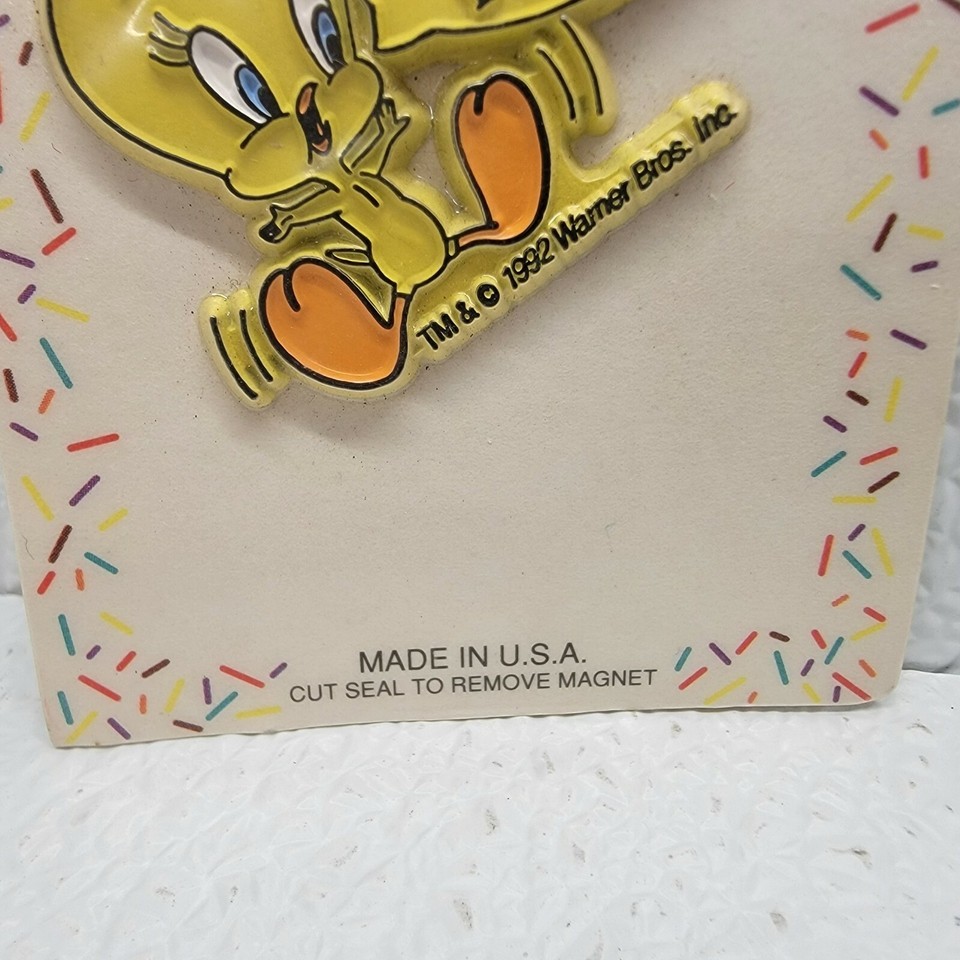 TM & © 1992 Warner Bros. Inc.
MADE IN U.S.A.
CUT SEAL TO REMOVE MAGNET